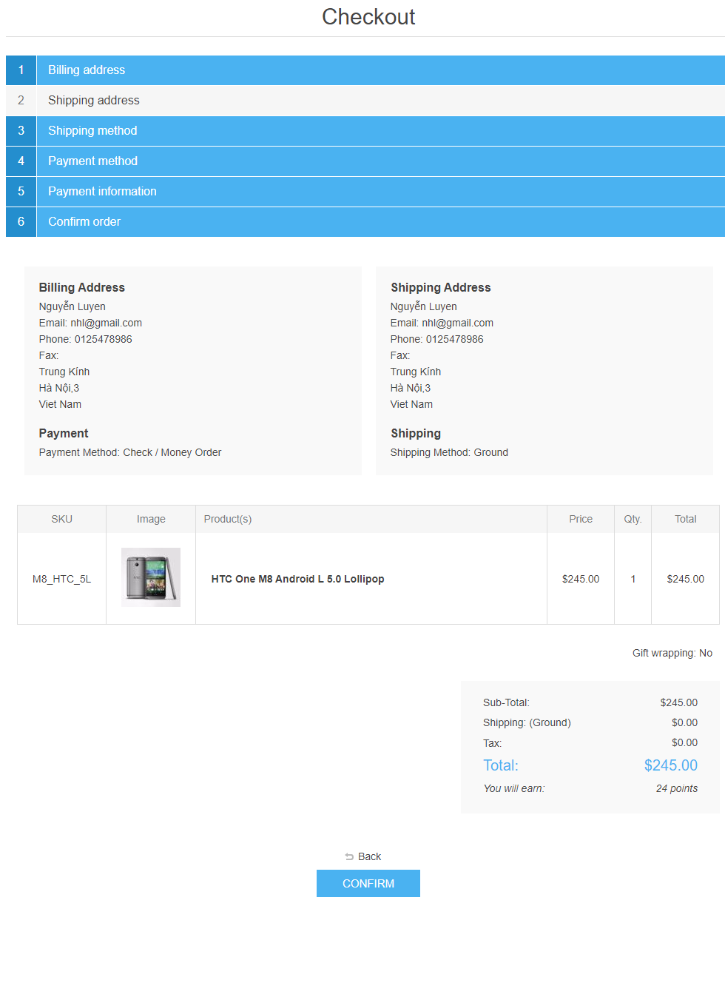 Checkout
1 Billing address
2 Shipping address
3 Shipping method
4 Payment method
5 Payment information
6 Confirm order
Billing Address
Nguyễn Luyen
Email: nhl@gmail.com
Phone: 0125478986
Fax:
Trung Kính
Hà Nội,3
Viet Nam
Payment
Payment Method: Check / Money Order
Shipping Address
Nguyễn Luyen
Email: nhl@gmail.com
Phone: 0125478986
Fax:
Trung Kính
Hà Nội,3
Viet Nam
Shipping
Shipping Method: Ground
SKU Image Product(s) Price Qty. Total
M8_HTC_5L HTC One M8 Android L 5.0 Lollipop $245.00 1 $245.00
Gift wrapping: No
Sub-Total: $245.00
Shipping: (Ground) $0.00
Tax: $0.00
Total: $245.00
You will earn: 24 points
Back
CONFIRM